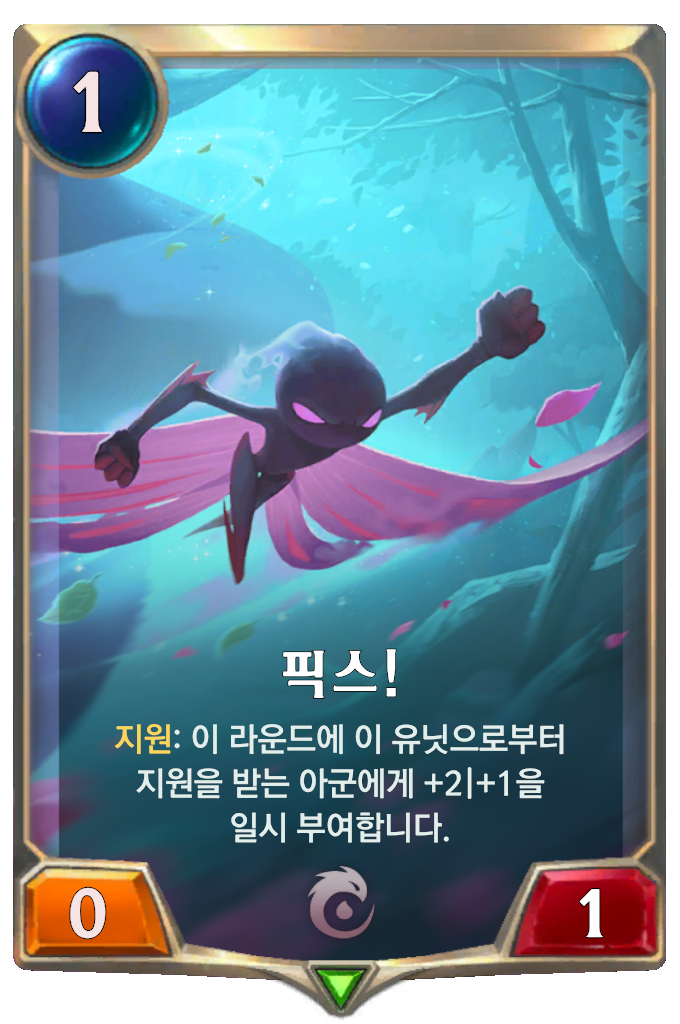 1
픽스!
지원: 이 라운드에 이 유닛으로부터
지원을 받는 아군에게 +2|+1을
일시 부여합니다.
0
1